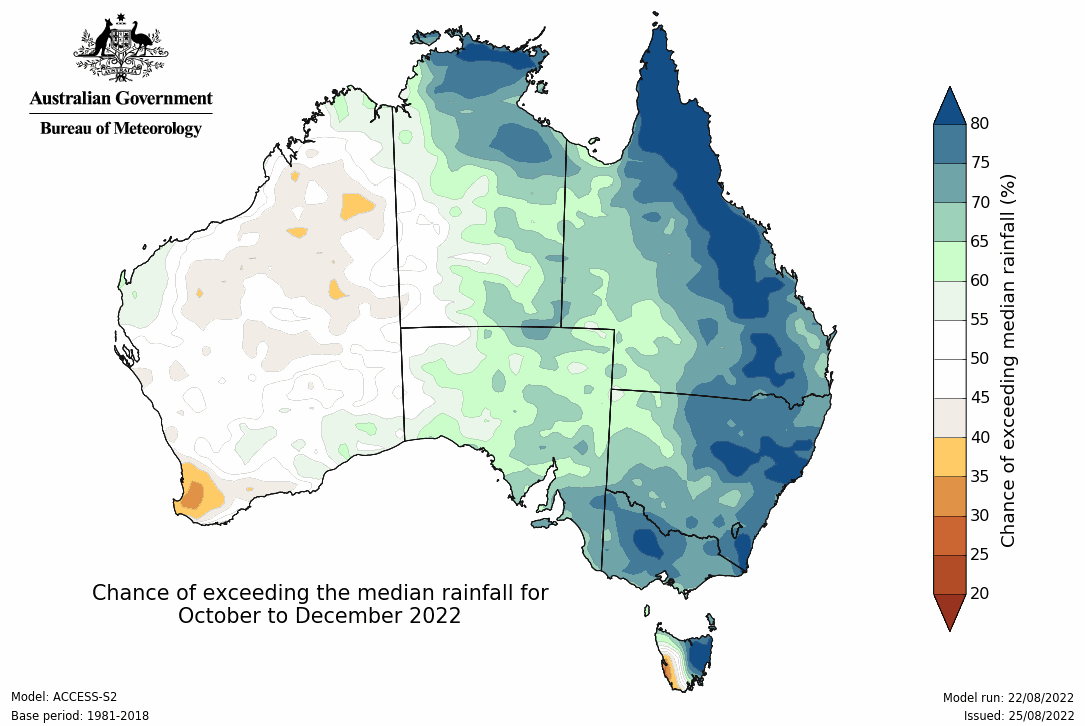 Australian Government
Bureau of Meteorology
80
75
70
65
60
55
50
45
40
35
30
25
20
Chance of exceeding median rainfall (%)
Chance of exceeding the median rainfall for
October to December 2022
Model: ACCESS-S2
Base period: 1981-2018
Model run: 22/08/2022
Issued: 25/08/2022